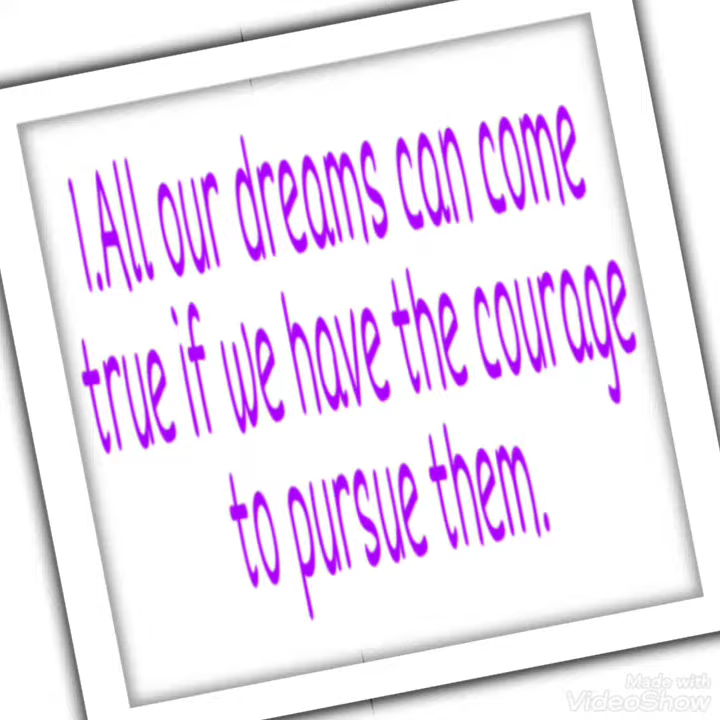 1.All our dreams can come
true if we have the courage
to pursue them.
Made with
VideoShow